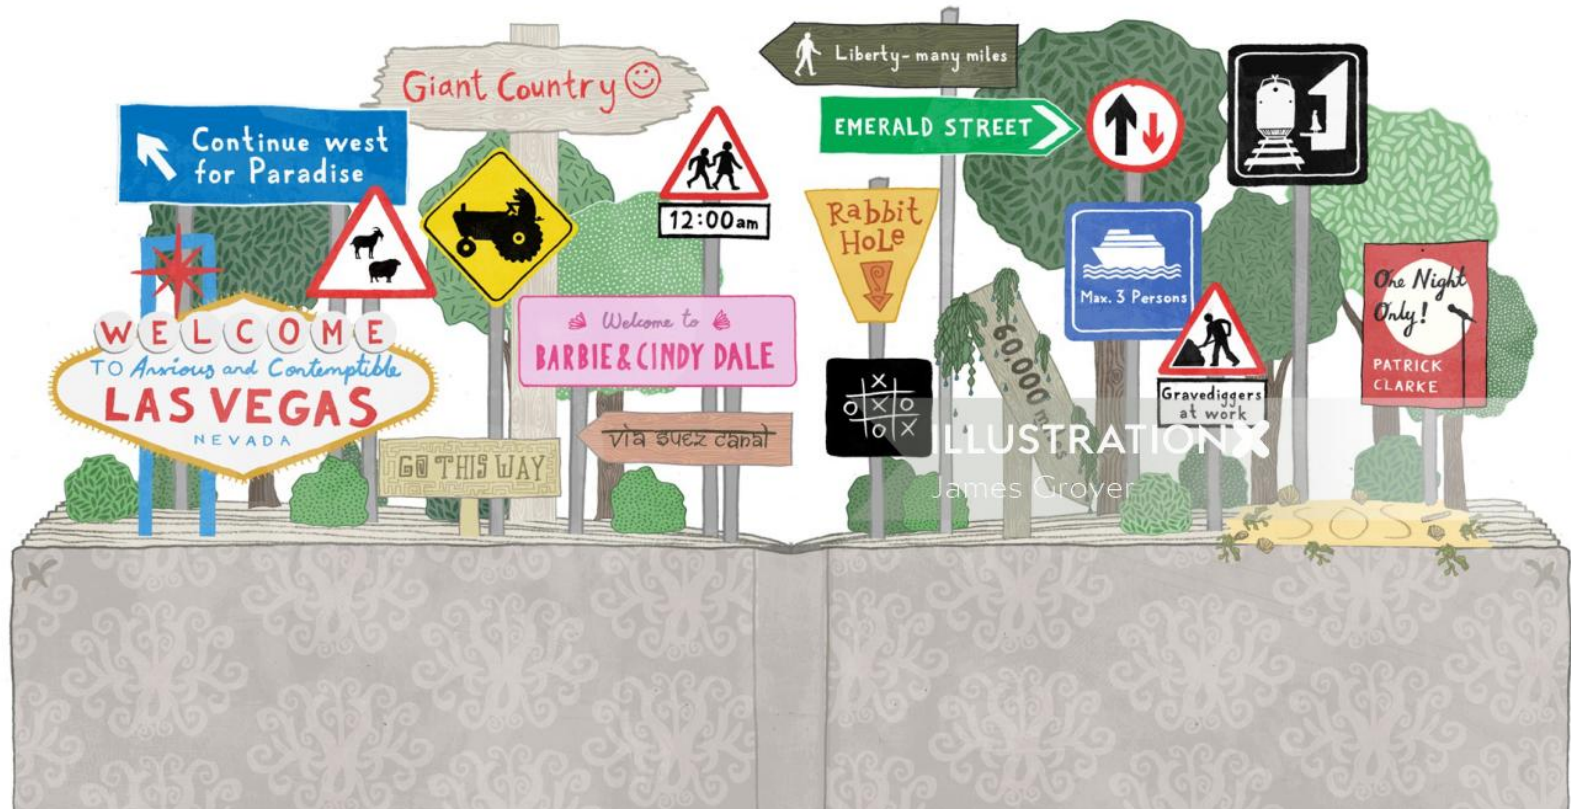 Continue west
for Paradise
Giant Country
12:00am
WELCOME
TO Anxious and Contemptible
LAS VEGAS
NEVADA
Welcome to
BARBIE & CINDY DALE
GO THIS WAY
via suez canal
Liberty - many miles
EMERALD STREET
Rabbit
Hole
X
O X O
O X
60,000
Max. 3 Persons
Gravediggers
at work
One Night
Only!
PATRICK
CLARKE
SOS
ILLUSTRATIONX
James Grover